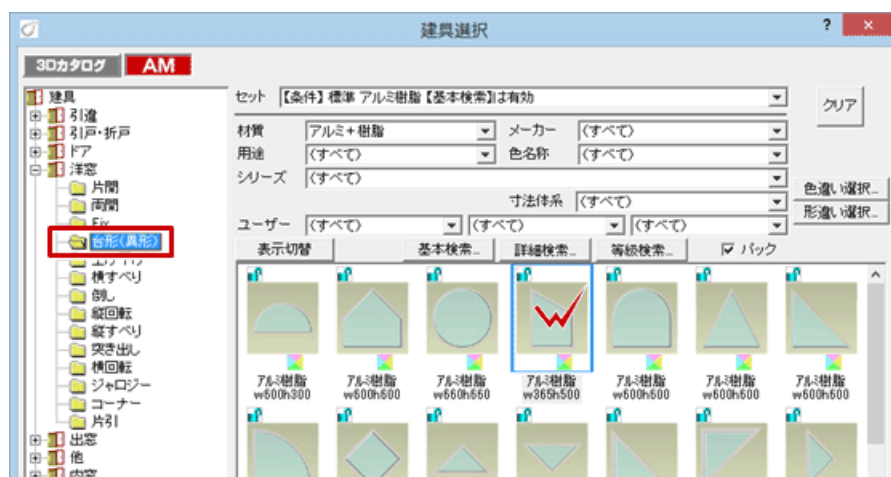 建具選択
?
×
3Dカタログ AM
建具
引違
引戸・折戸
ドア
洋窓
片開
両開
Fix
台形(異形)
横すべり
倒し
縦回転
縦すべり
突き出し
横回転
ジャロジー
コーナー
片引
出窓
他
内窓
セット 【条件】標準 アルミ樹脂【基本検索】は有効
クリア
材質 アルミ+樹脂 メーカー (すべて)
用途 (すべて) 色名称 (すべて)
シリーズ (すべて)
寸法体系 (すべて)
ユーザー (すべて) (すべて) (すべて)
色違い選択...
形違い選択...
表示切替 基本検索... 詳細検索... 等級検索... パック
アルミ樹脂 アルミ樹脂 アルミ樹脂 アルミ樹脂 アルミ樹脂 アルミ樹脂 アルミ樹脂
w600h300 w600h600 w660h660 w365h500 w600h600 w600h600 w600h600